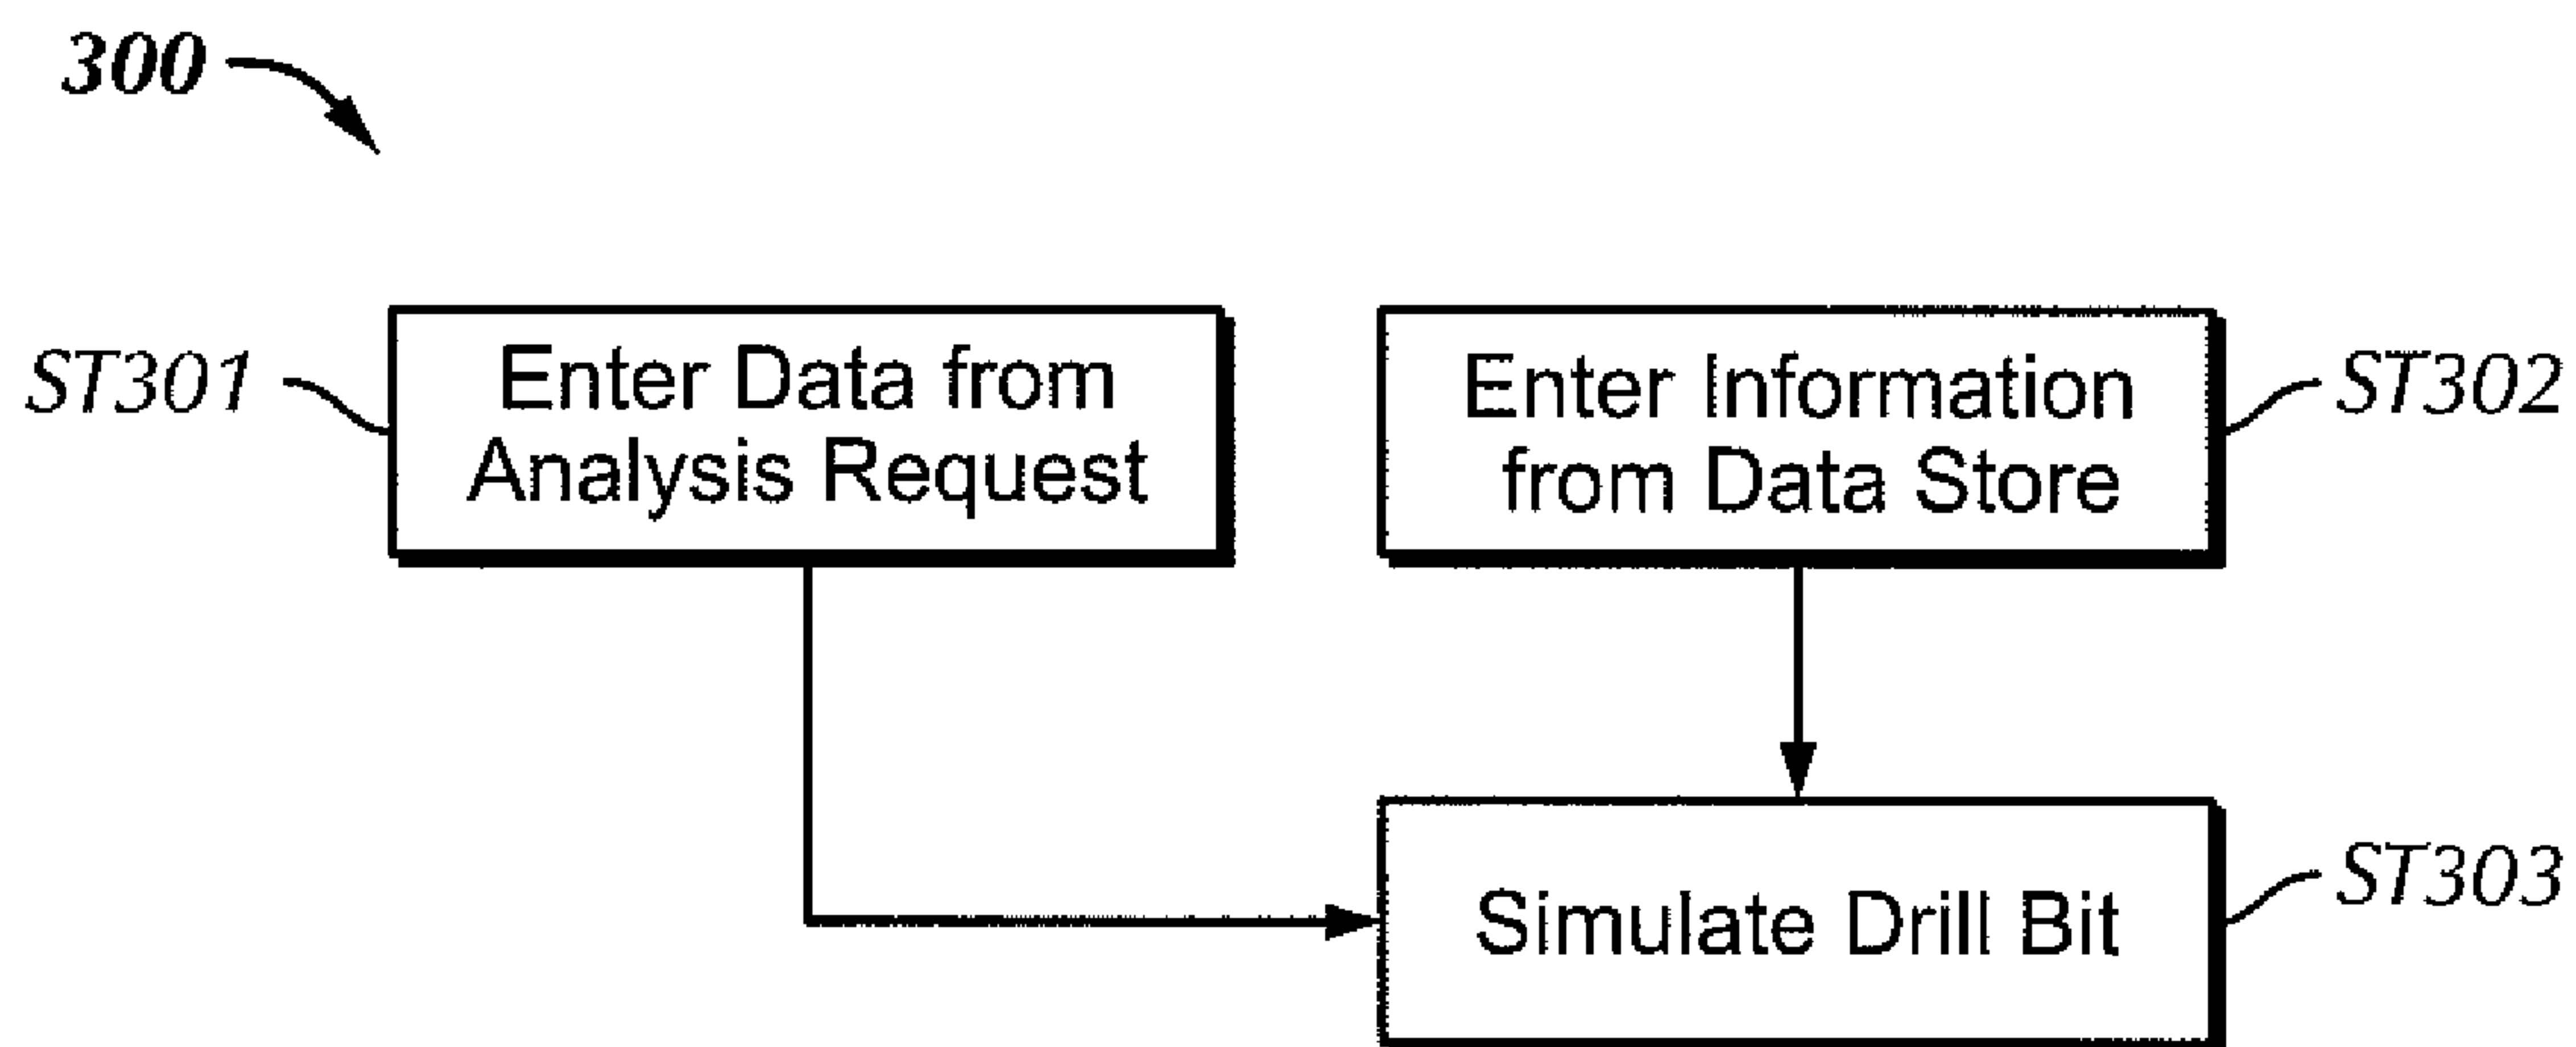 300
ST301
Enter Data from
Analysis Request
Enter Information
from Data Store
ST302
Simulate Drill Bit
ST303